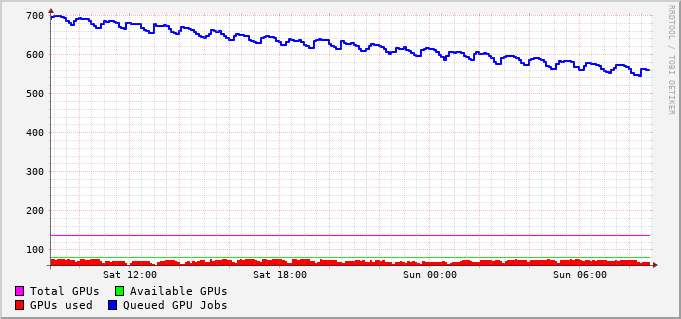 700
600
500
400
300
200
100
Sat 12:00 Sat 18:00 Sun 00:00 Sun 06:00
Total GPUs Available GPUs
GPUs used Queued GPU Jobs
RRDTOOL / TOBI OETIKER